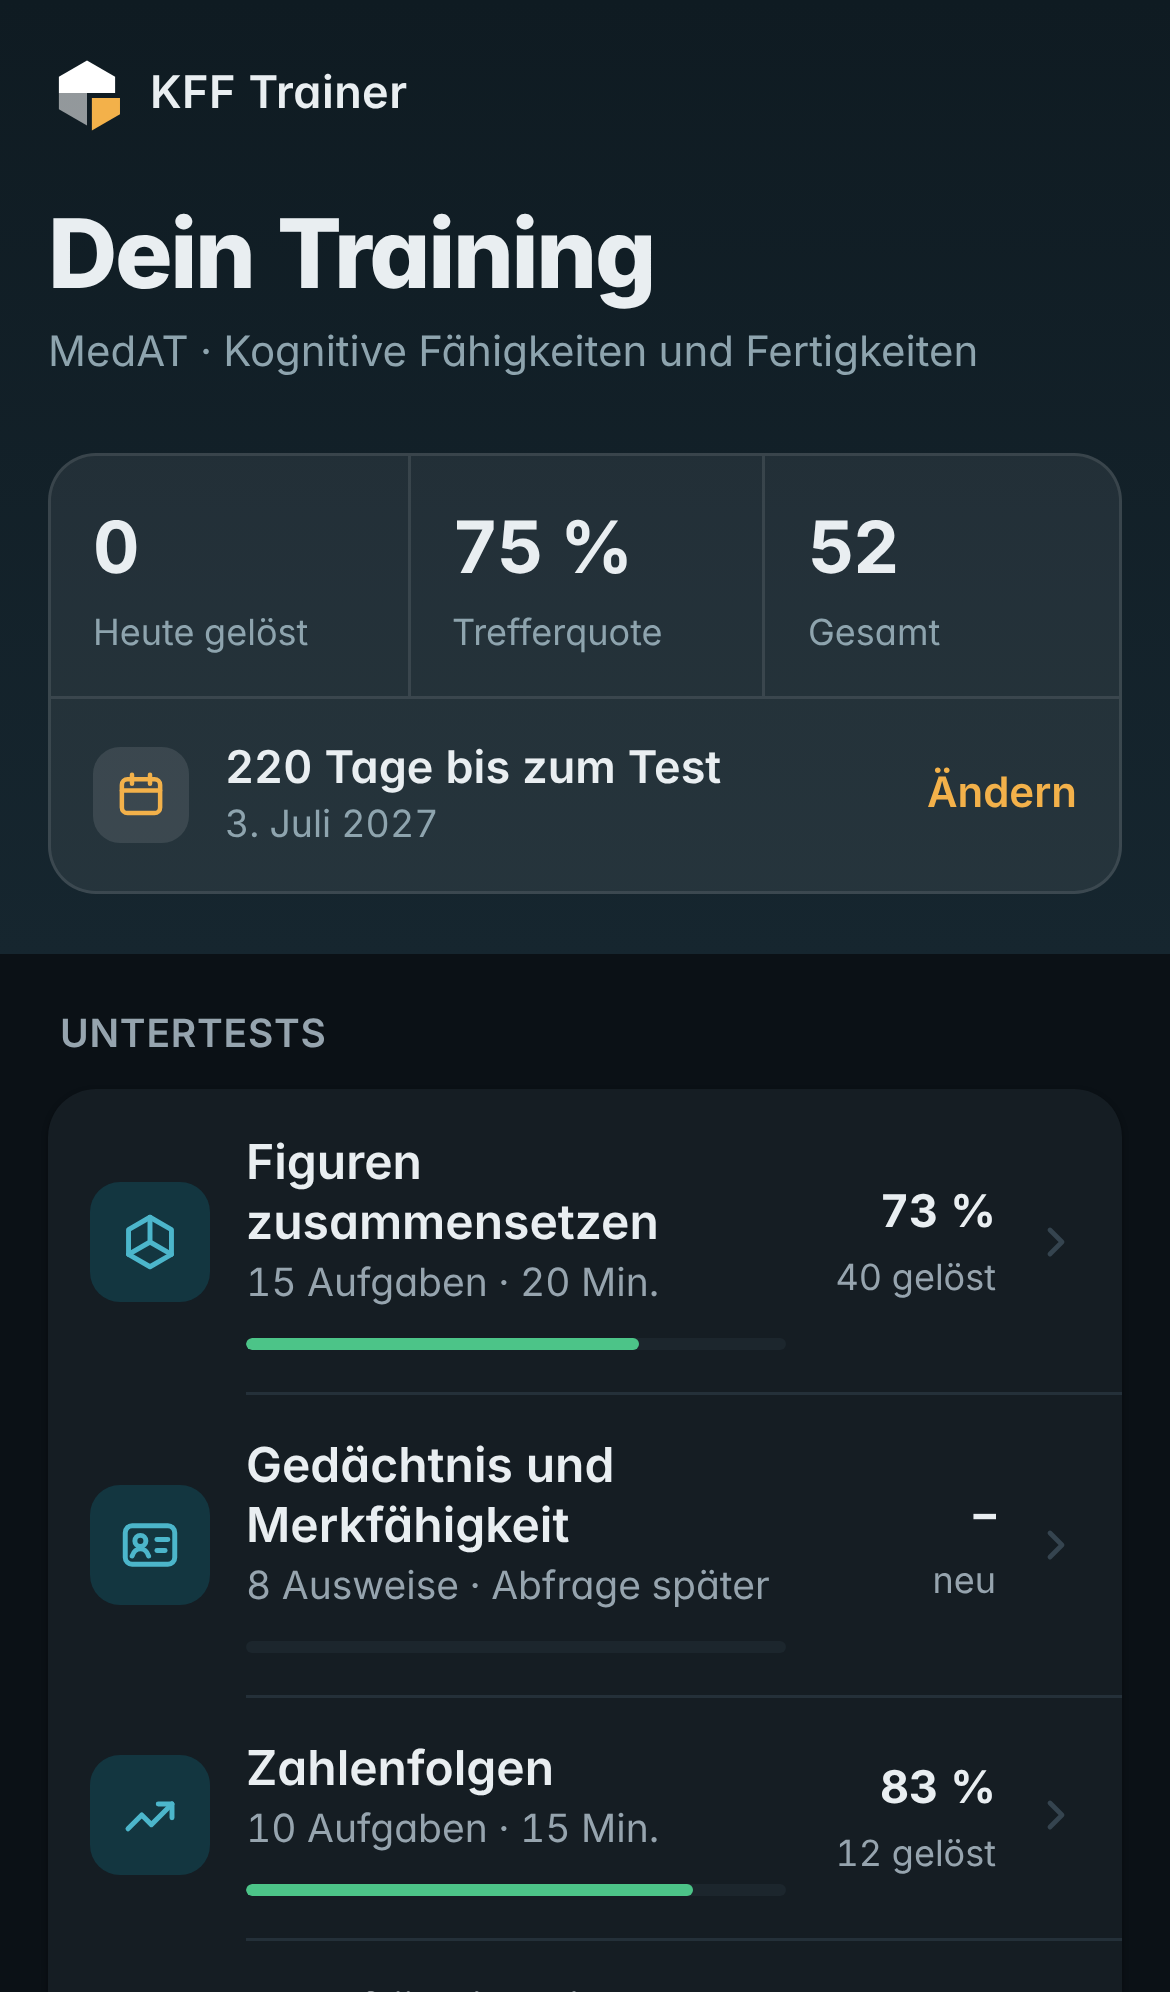 KFF Trainer
Dein Training
MedAT · Kognitive Fähigkeiten und Fertigkeiten
0
Heute gelöst
75 %
Trefferquote
52
Gesamt
220 Tage bis zum Test
3. Juli 2027
Ändern
UNTERTESTS
Figuren
zusammensetzen
15 Aufgaben · 20 Min.
73 %
40 gelöst
Gedächtnis und
Merkfähigkeit
8 Ausweise · Abfrage später
–
neu
Zahlenfolgen
10 Aufgaben · 15 Min.
83 %
12 gelöst